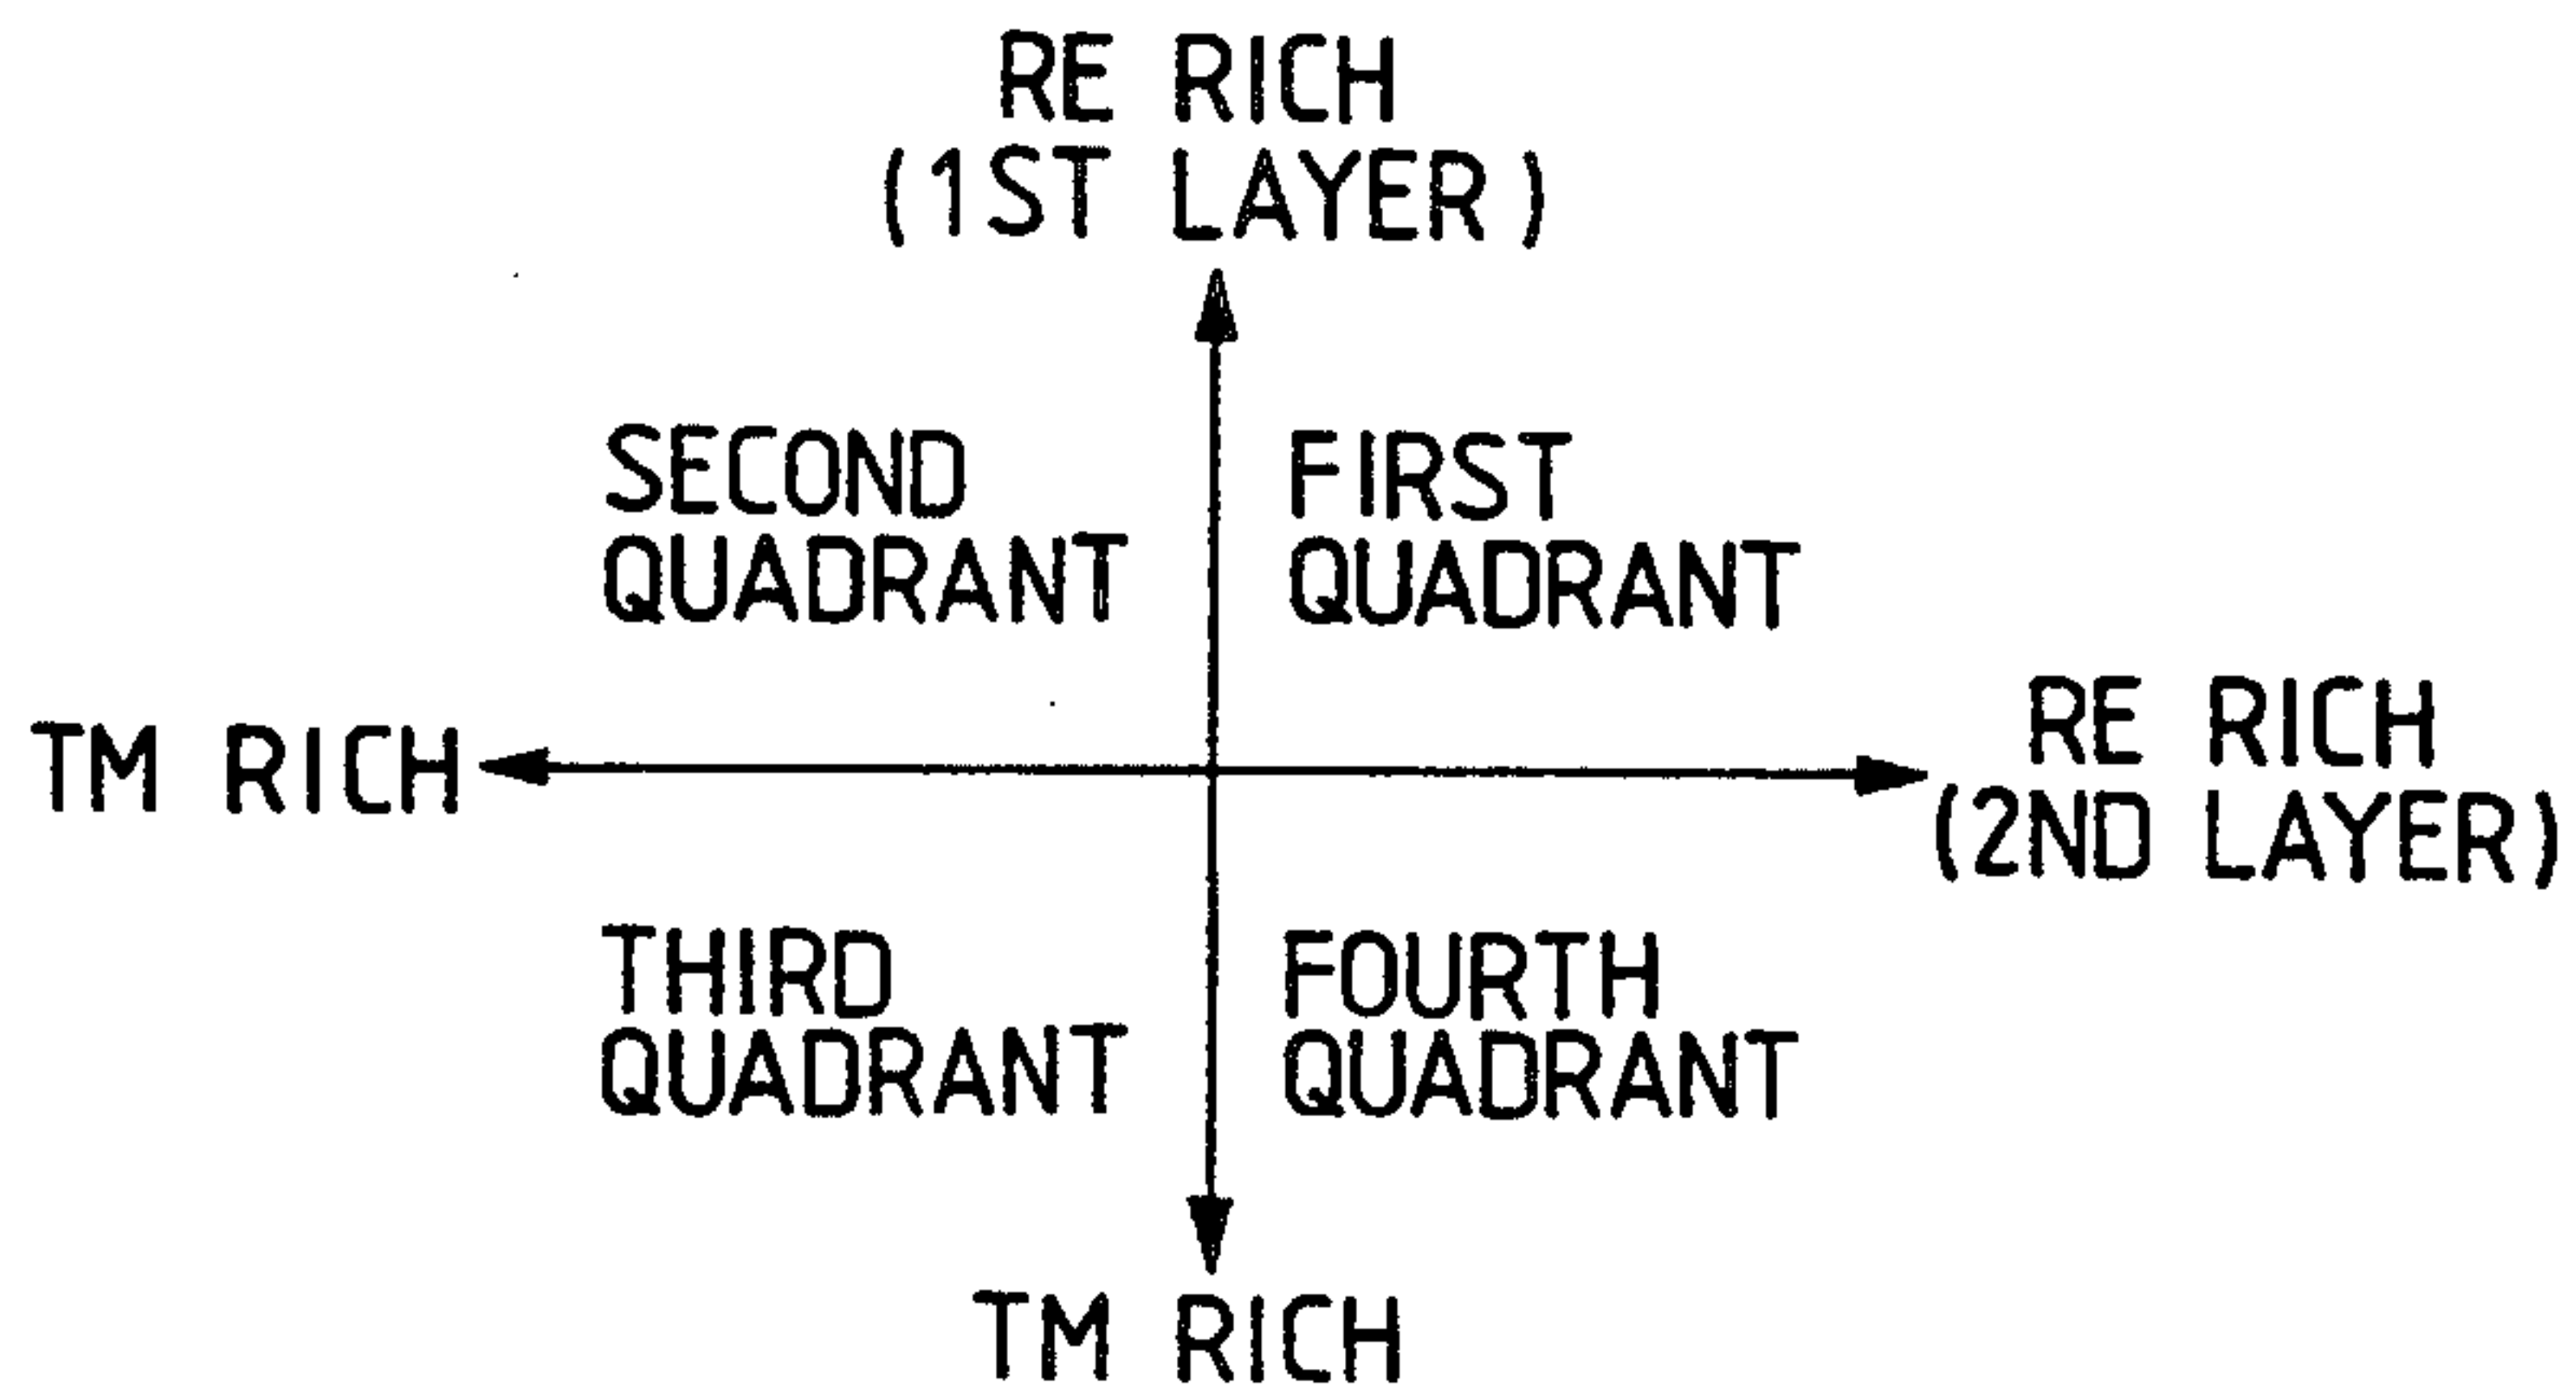 RE RICH
(1ST LAYER)
SECOND
QUADRANT
FIRST
QUADRANT
TM RICH
RE RICH
(2ND LAYER)
THIRD
QUADRANT
FOURTH
QUADRANT
TM RICH